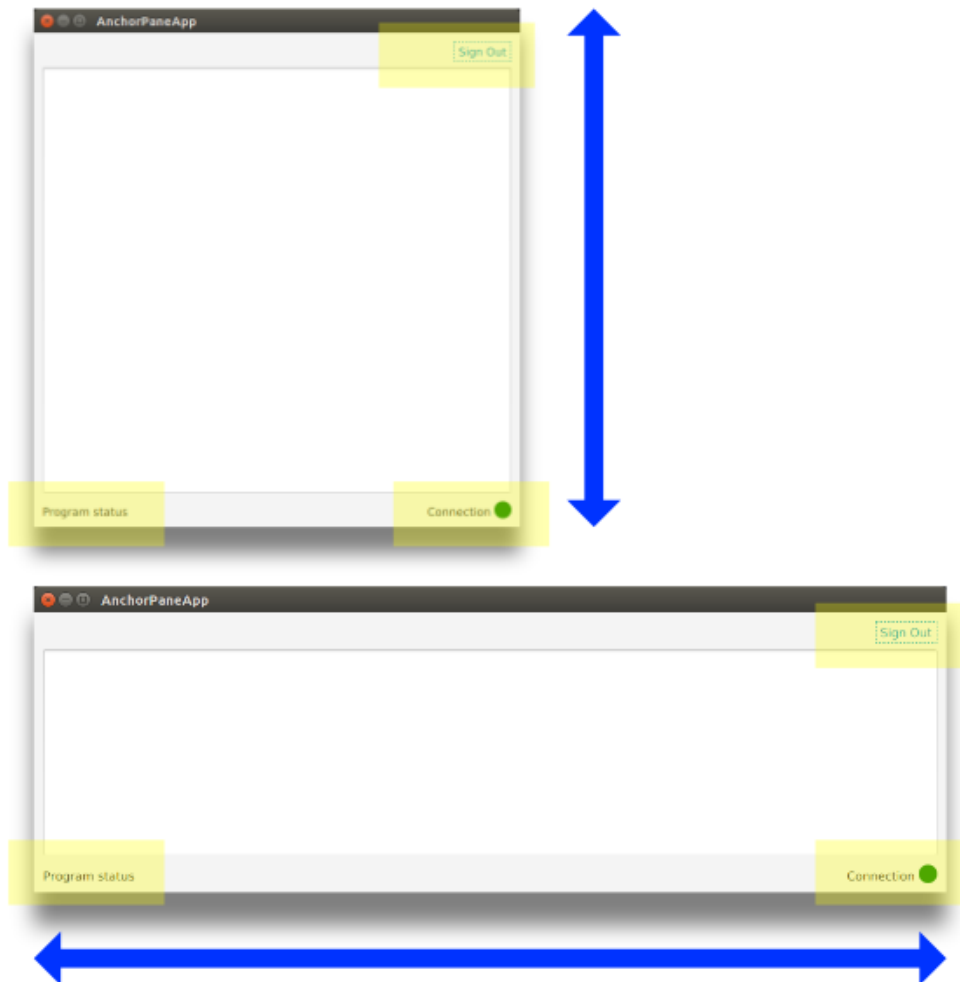 AnchorPaneApp
Sign Out
Program status
Connection
AnchorPaneApp
Sign Out
Program status
Connection